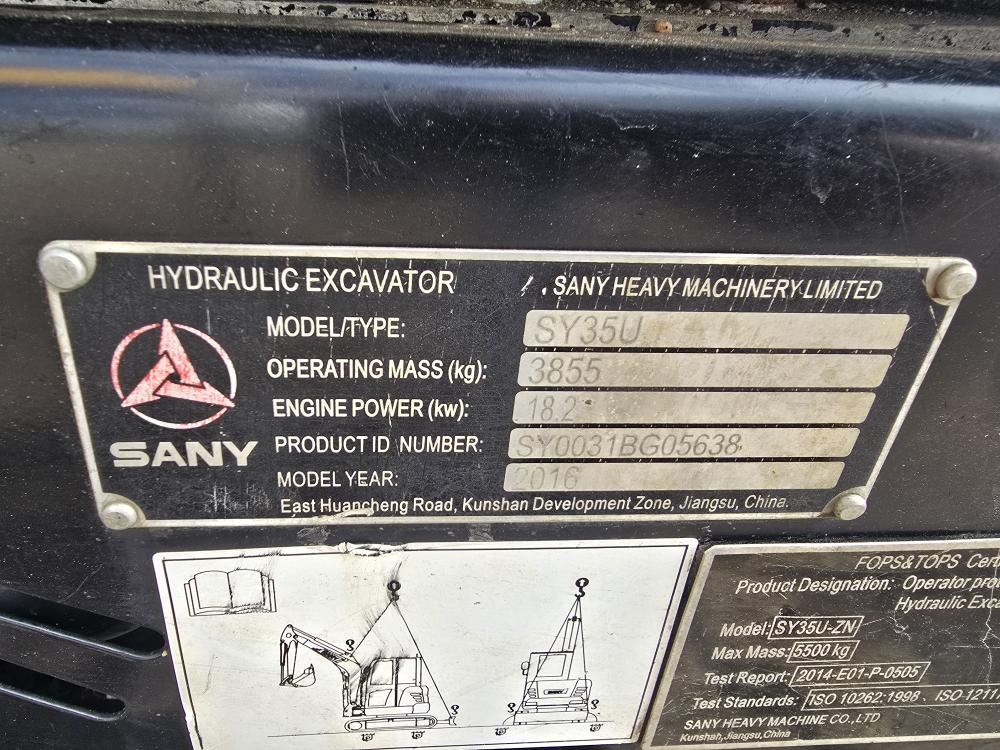 HYDRAULIC EXCAVATOR
SANY HEAVY MACHINERY LIMITED
MODEL/TYPE: SY35U
OPERATING MASS (kg): 3855
ENGINE POWER (kw): 18.2
PRODUCT ID NUMBER: SY0031BG05638
MODEL YEAR: 2016
SANY
East Huancheng Road, Kunshan Development Zone, Jiangsu, China.
FOPS&TOPS
Product Designation: Operator
Hydraulic
Model: SY35U-ZN
Max Mass: 5500 kg
Test Report: 2014-E01-P-0505
Test Standards: ISO 10262:1998 ,
SANY HEAVY MACHINE CO.,LTD
Kunshan,Jiangsu,China